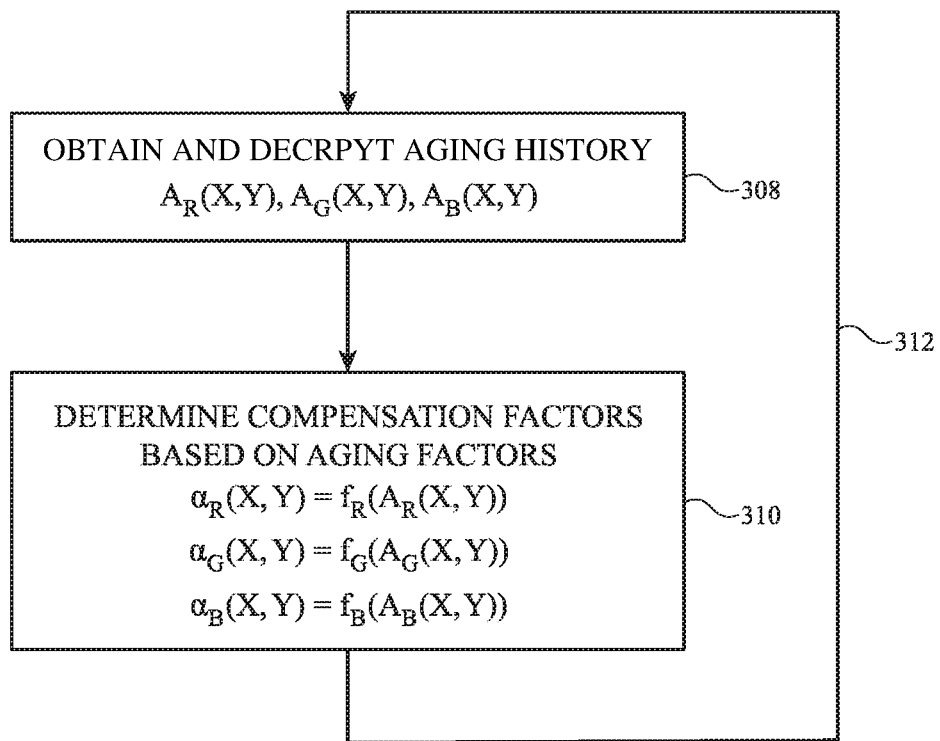 OBTAIN AND DECRPYT AGING HISTORY
A_R(X,Y), A_G(X,Y), A_B(X,Y)
308
312
DETERMINE COMPENSATION FACTORS
BASED ON AGING FACTORS
α_R(X, Y) = f_R(A_R(X, Y))
α_G(X, Y) = f_G(A_G(X, Y))
α_B(X, Y) = f_B(A_B(X, Y))
310